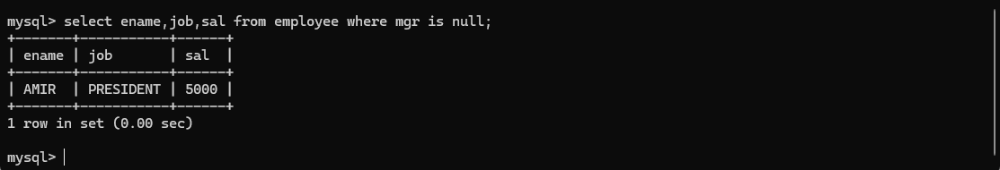 mysql> select ename,job,sal from employee where mgr is null;
+-------+-----------+------+
| ename | job       | sal  |
+-------+-----------+------+
| AMIR  | PRESIDENT | 5000 |
+-------+-----------+------+
1 row in set (0.00 sec)
mysql>